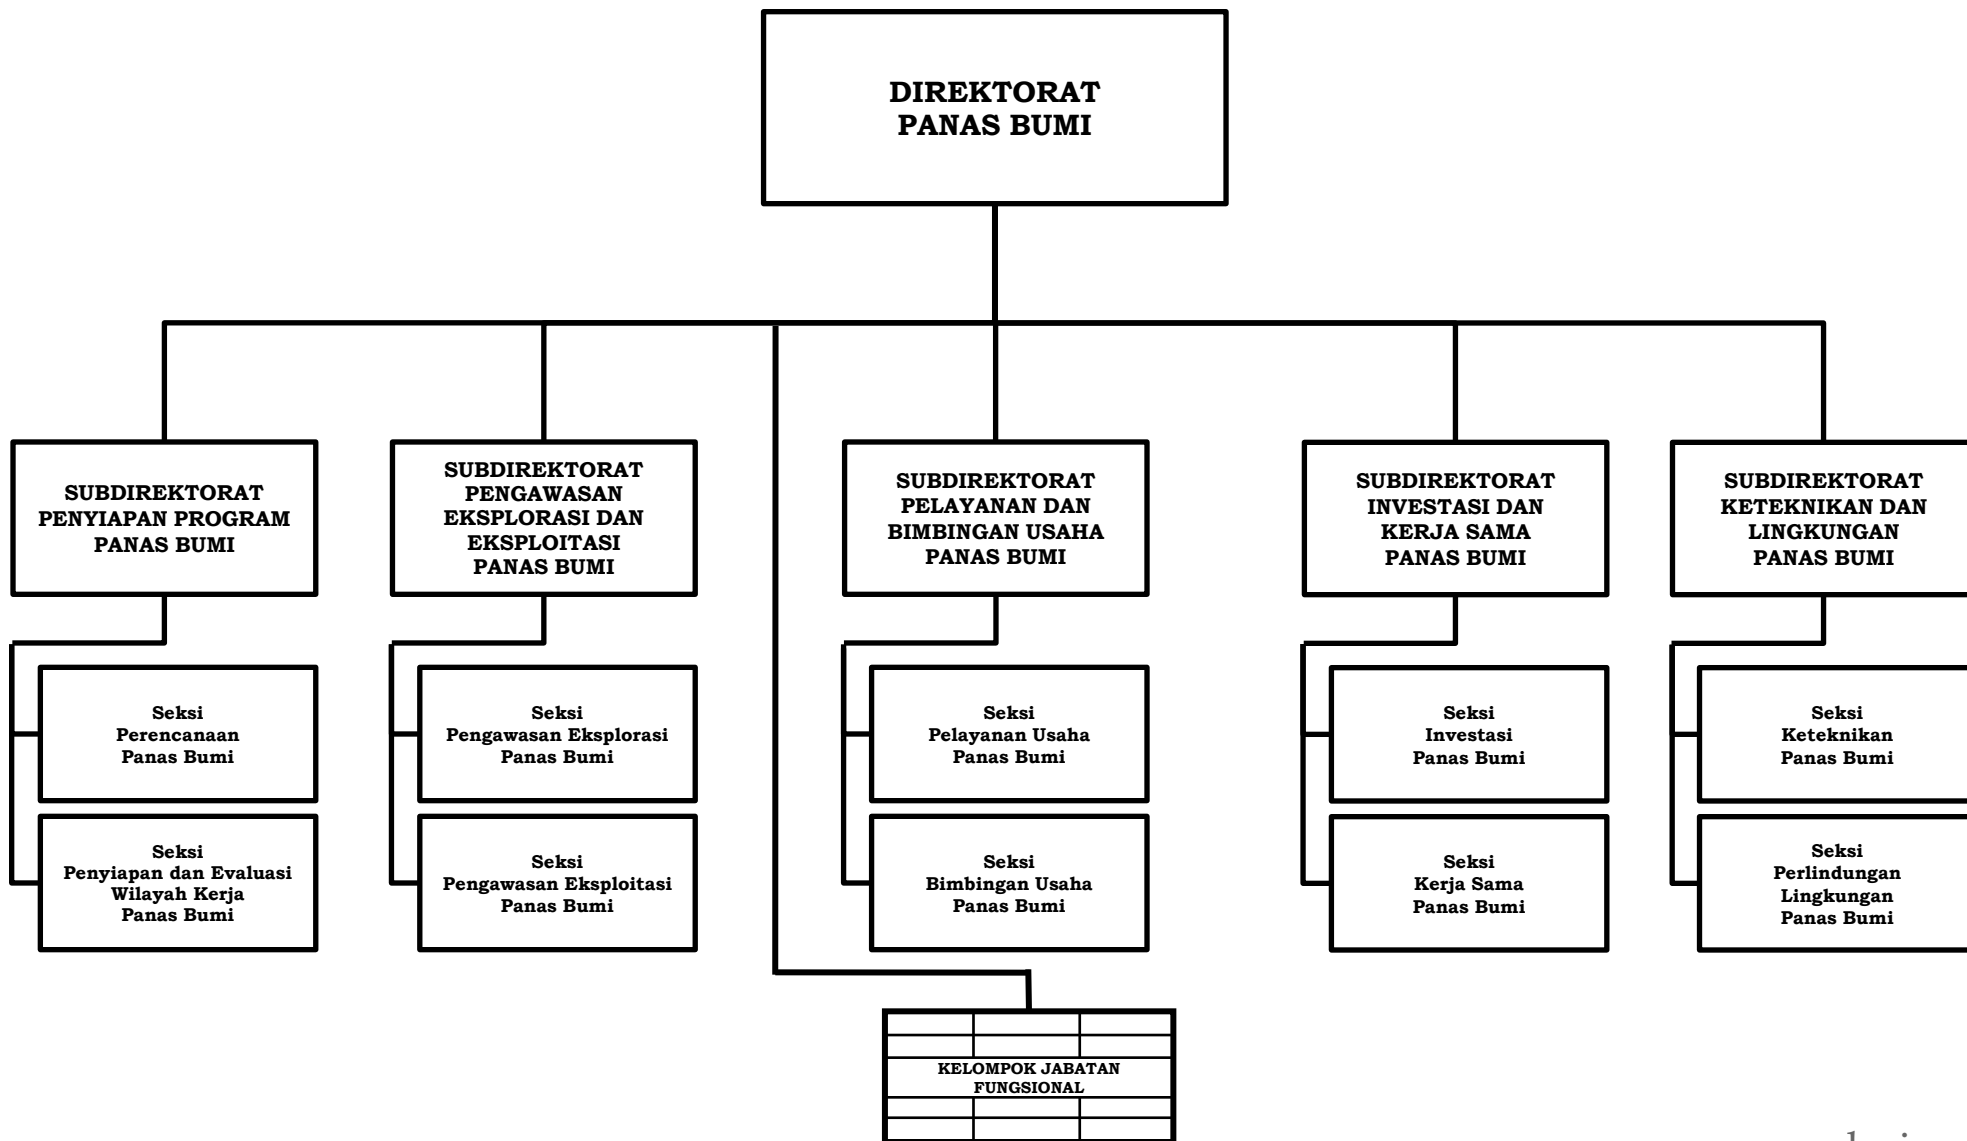 DIREKTORAT
PANAS BUMI
SUBDIREKTORAT
PENYIAPAN PROGRAM
PANAS BUMI
SUBDIREKTORAT
PENGAWASAN
EKSPLORASI DAN
EKSPLOITASI
PANAS BUMI
SUBDIREKTORAT
PELAYANAN DAN
BIMBINGAN USAHA
PANAS BUMI
SUBDIREKTORAT
INVESTASI DAN
KERJA SAMA
PANAS BUMI
SUBDIREKTORAT
KETEKNIKAN DAN
LINGKUNGAN
PANAS BUMI
Seksi
Perencanaan
Panas Bumi
Seksi
Pengawasan Eksplorasi
Panas Bumi
Seksi
Pelayanan Usaha
Panas Bumi
Seksi
Investasi
Panas Bumi
Seksi
Keteknikan
Panas Bumi
Seksi
Penyiapan dan Evaluasi
Wilayah Kerja
Panas Bumi
Seksi
Pengawasan Eksploitasi
Panas Bumi
Seksi
Bimbingan Usaha
Panas Bumi
Seksi
Kerja Sama
Panas Bumi
Seksi
Perlindungan
Lingkungan
Panas Bumi
KELOMPOK JABATAN
FUNGSIONAL